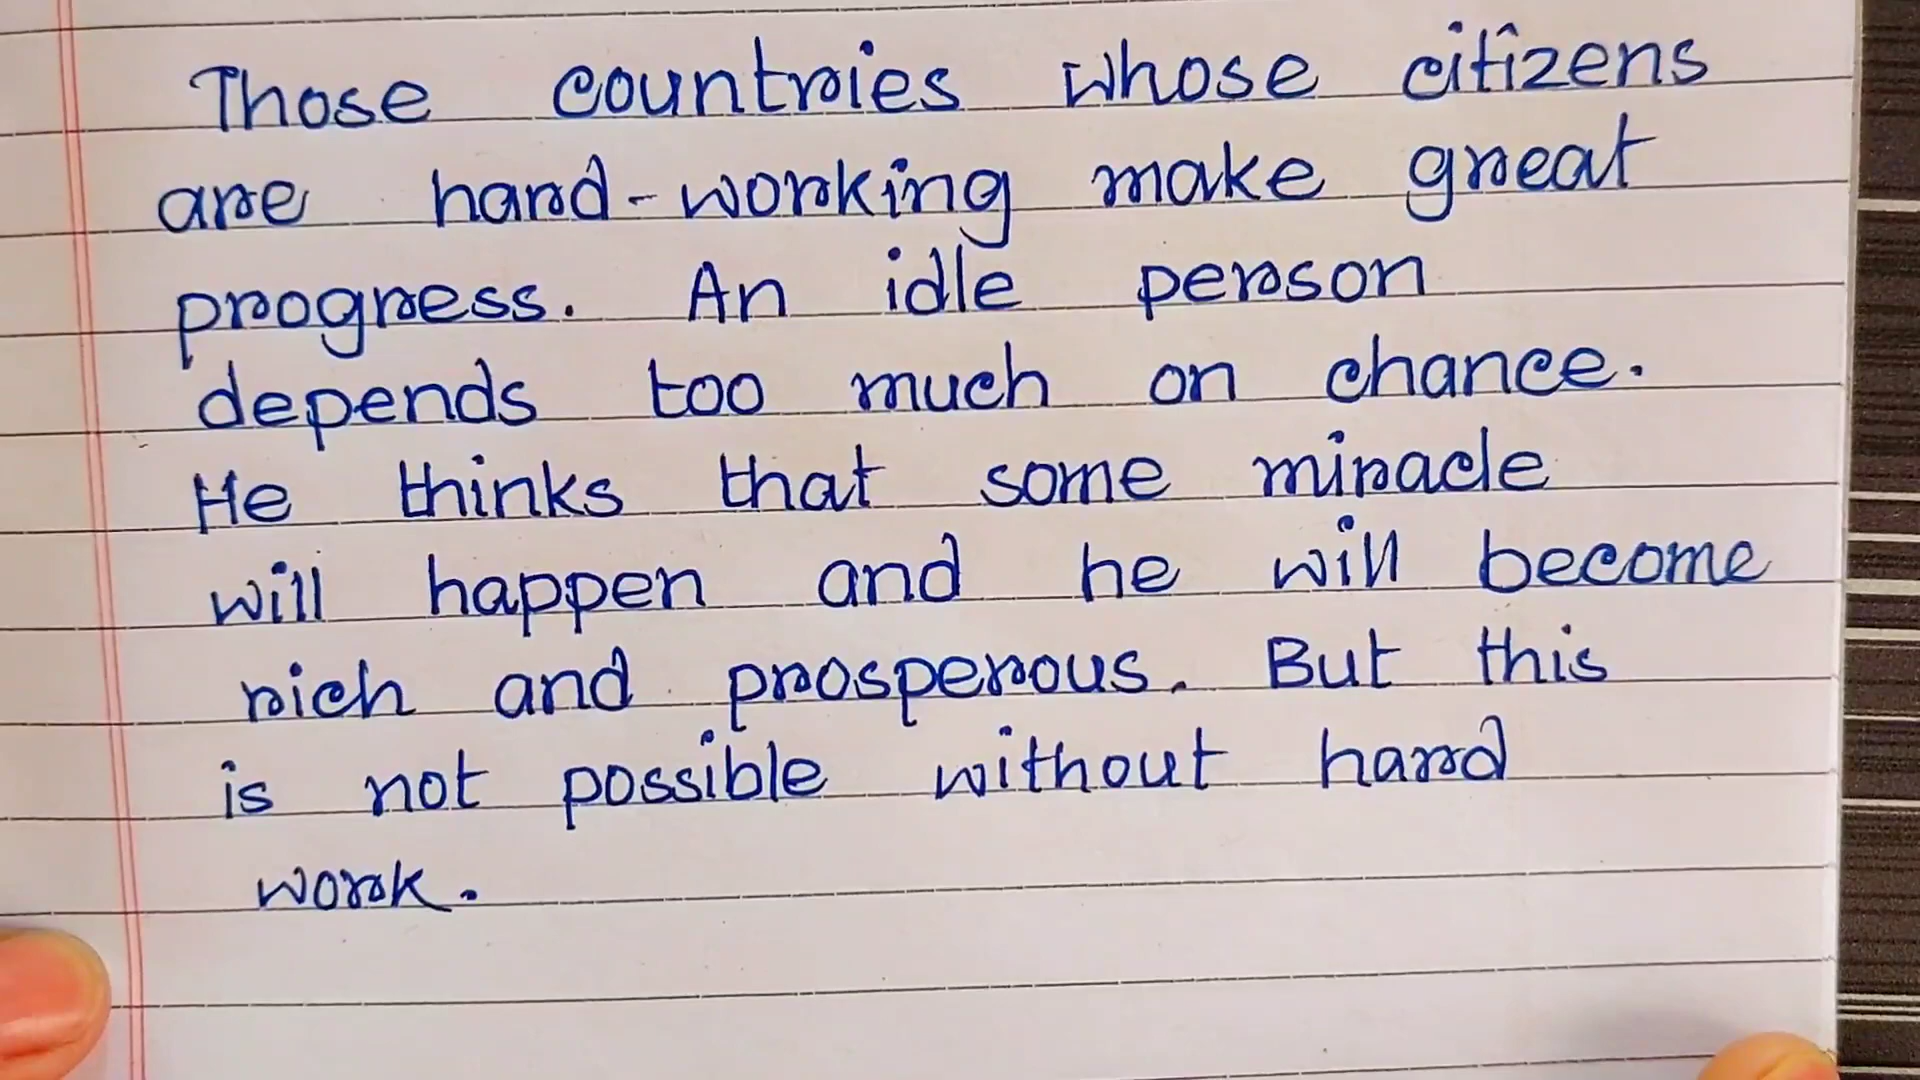 Those countries whose citizens
are hard-working make great
progress. An idle person
depends too much on chance.
He thinks that some miracle
will happen and he will become
rich and prosperous. But this
is not possible without hard
work.